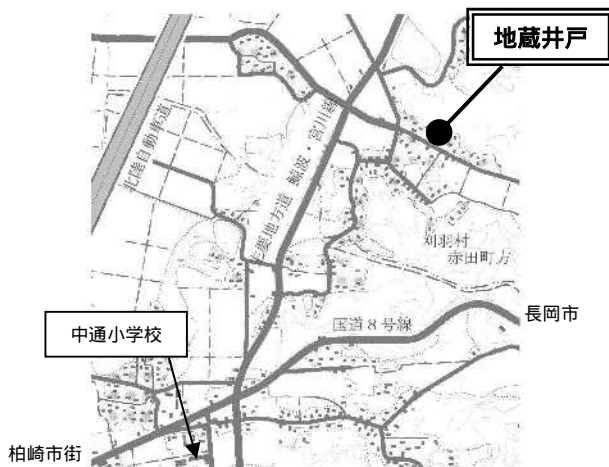 地蔵井戸
北陸自動車道
主要地方道 鯨波・宮川線
刈羽村
赤田町方
国道8号線
長岡市
中通小学校
柏崎市街